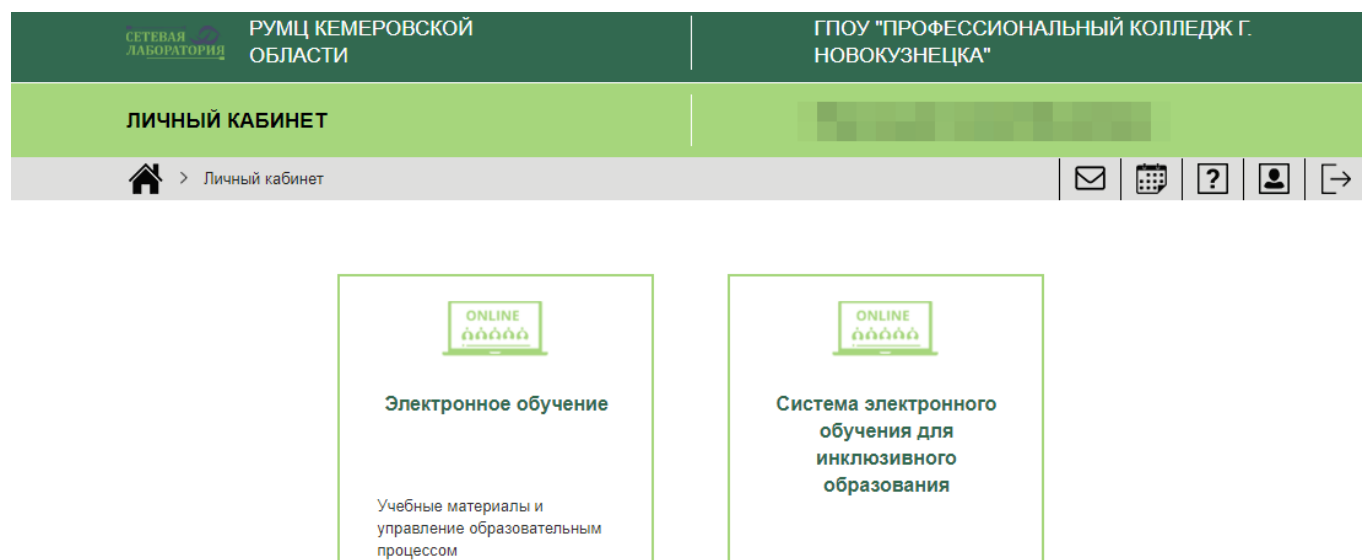 СЕТЕВАЯ
ЛАБОРАТОРИЯ
РУМЦ КЕМЕРОВСКОЙ
ОБЛАСТИ
ГПОУ "ПРОФЕССИОНАЛЬНЫЙ КОЛЛЕДЖ Г.
НОВОКУЗНЕЦКА"
ЛИЧНЫЙ КАБИНЕТ
> Личный кабинет
?
ONLINE
Электронное обучение
Учебные материалы и
управление образовательным
процессом
ONLINE
Система электронного
обучения для
инклюзивного
образования